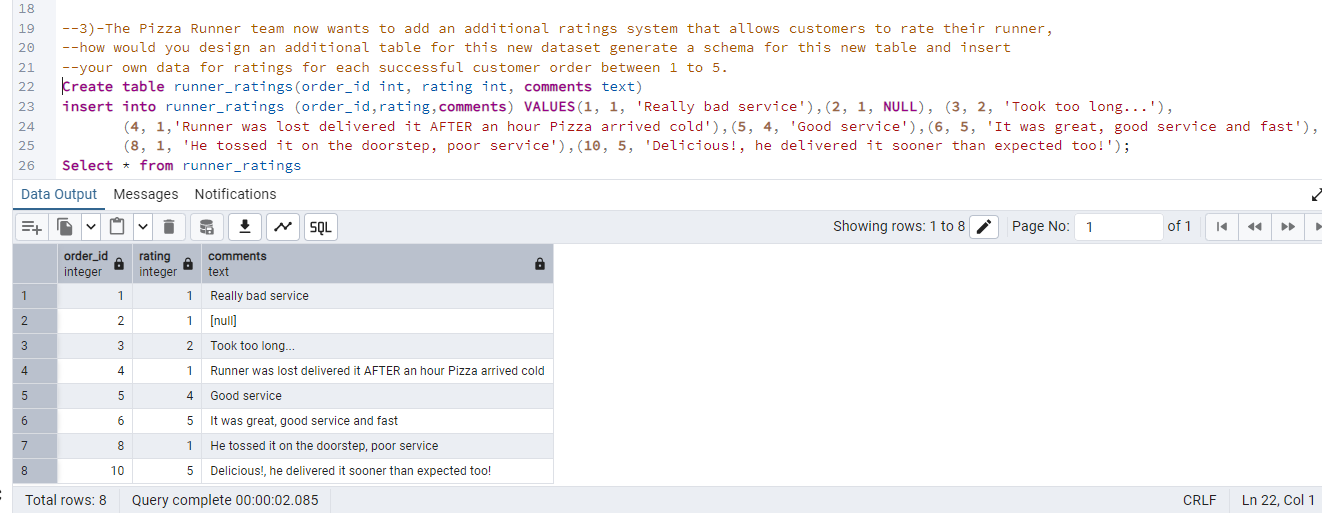 18
19 --3)-The Pizza Runner team now wants to add an additional ratings system that allows customers to rate their runner,
20 --how would you design an additional table for this new dataset generate a schema for this new table and insert
21 --your own data for ratings for each successful customer order between 1 to 5.
22 Create table runner_ratings(order_id int, rating int, comments text)
23 insert into runner_ratings (order_id,rating,comments) VALUES(1, 1, 'Really bad service'),(2, 1, NULL), (3, 2, 'Took too long...'),
24 (4, 1,'Runner was lost delivered it AFTER an hour Pizza arrived cold'),(5, 4, 'Good service'),(6, 5, 'It was great, good service and fast'),
25 (8, 1, 'He tossed it on the doorstep, poor service'),(10, 5, 'Delicious!, he delivered it sooner than expected too!');
26 Select * from runner_ratings
Data Output Messages Notifications
SQL Showing rows: 1 to 8 Page No: 1 of 1
order_id rating comments
integer integer text
1 1 1 Really bad service
2 2 1 [null]
3 3 2 Took too long...
4 4 1 Runner was lost delivered it AFTER an hour Pizza arrived cold
5 5 4 Good service
6 6 5 It was great, good service and fast
7 8 1 He tossed it on the doorstep, poor service
8 10 5 Delicious!, he delivered it sooner than expected too!
Total rows: 8 Query complete 00:00:02.085 CRLF Ln 22, Col 1